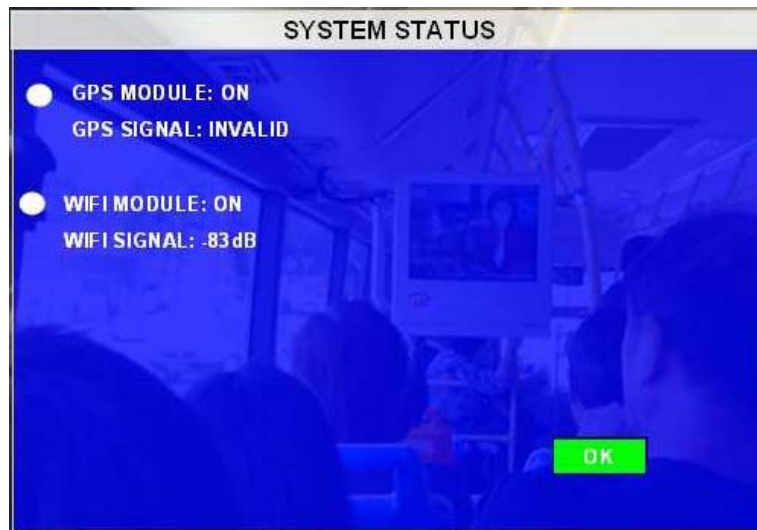 SYSTEM STATUS
GPS MODULE: ON
GPS SIGNAL: INVALID
WIFI MODULE: ON
WIFI SIGNAL: -83dB
OK